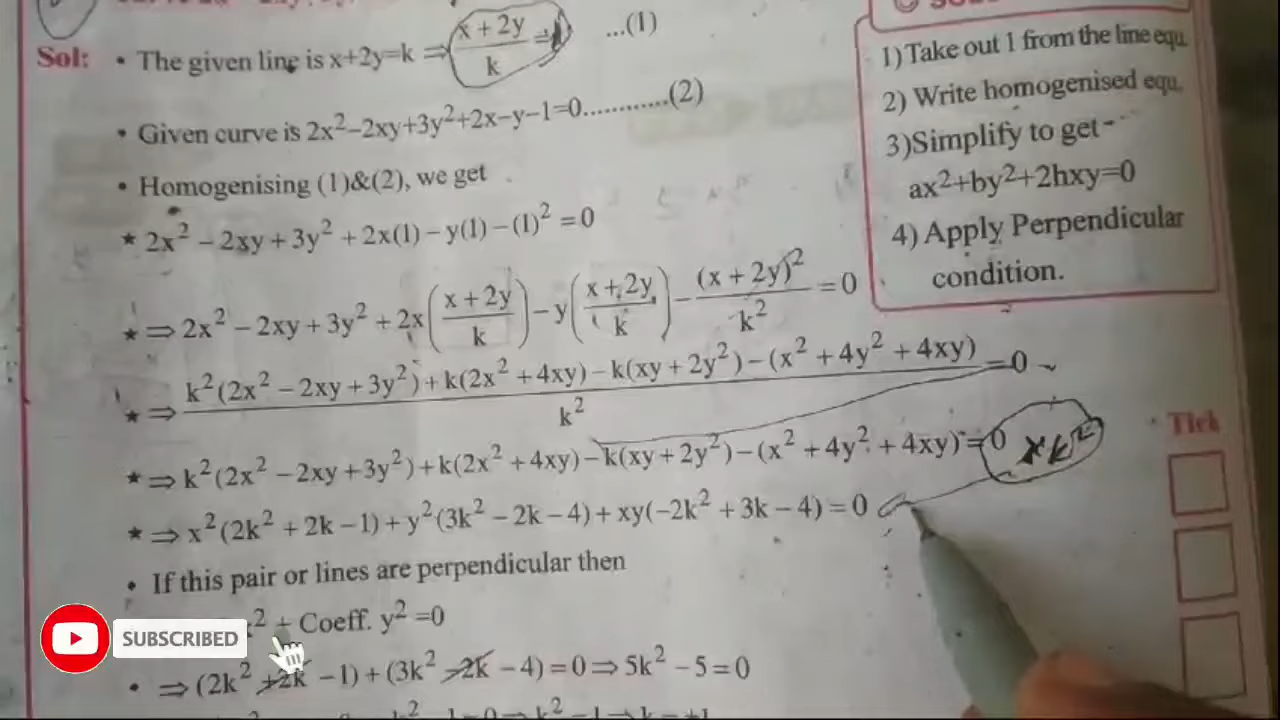 Sol: • The given line is x+2y=k ⇒ (x + 2y)/k = 1 ...(1)
• Given curve is 2x²−2xy+3y²+2x−y−1=0............(2)
• Homogenising (1)&(2), we get
★ 2x² − 2xy + 3y² + 2x(1) − y(1) − (1)² = 0
★ ⇒ 2x² − 2xy + 3y² + 2x((x + 2y)/k) − y((x + 2y)/k) − (x + 2y)²/k² = 0
★ ⇒ (k²(2x² − 2xy + 3y²) + k(2x² + 4xy) − k(xy + 2y²) − (x² + 4y² + 4xy))/k² = 0
★ ⇒ k²(2x² − 2xy + 3y²) + k(2x² + 4xy) − k(xy + 2y²) − (x² + 4y² + 4xy) = 0 xk²
★ ⇒ x²(2k² + 2k − 1) + y²(3k² − 2k − 4) + xy(−2k² + 3k − 4) = 0
• If this pair or lines are perpendicular then
x² + Coeff. y² =0
• ⇒ (2k² +2k − 1) + (3k² −2k − 4) = 0 ⇒ 5k² − 5 = 0
1) Take out 1 from the line equ.
2) Write homogenised equ.
3)Simplify to get
ax²+by²+2hxy=0
4) Apply Perpendicular
condition.
Tick
SUBSCRIBED